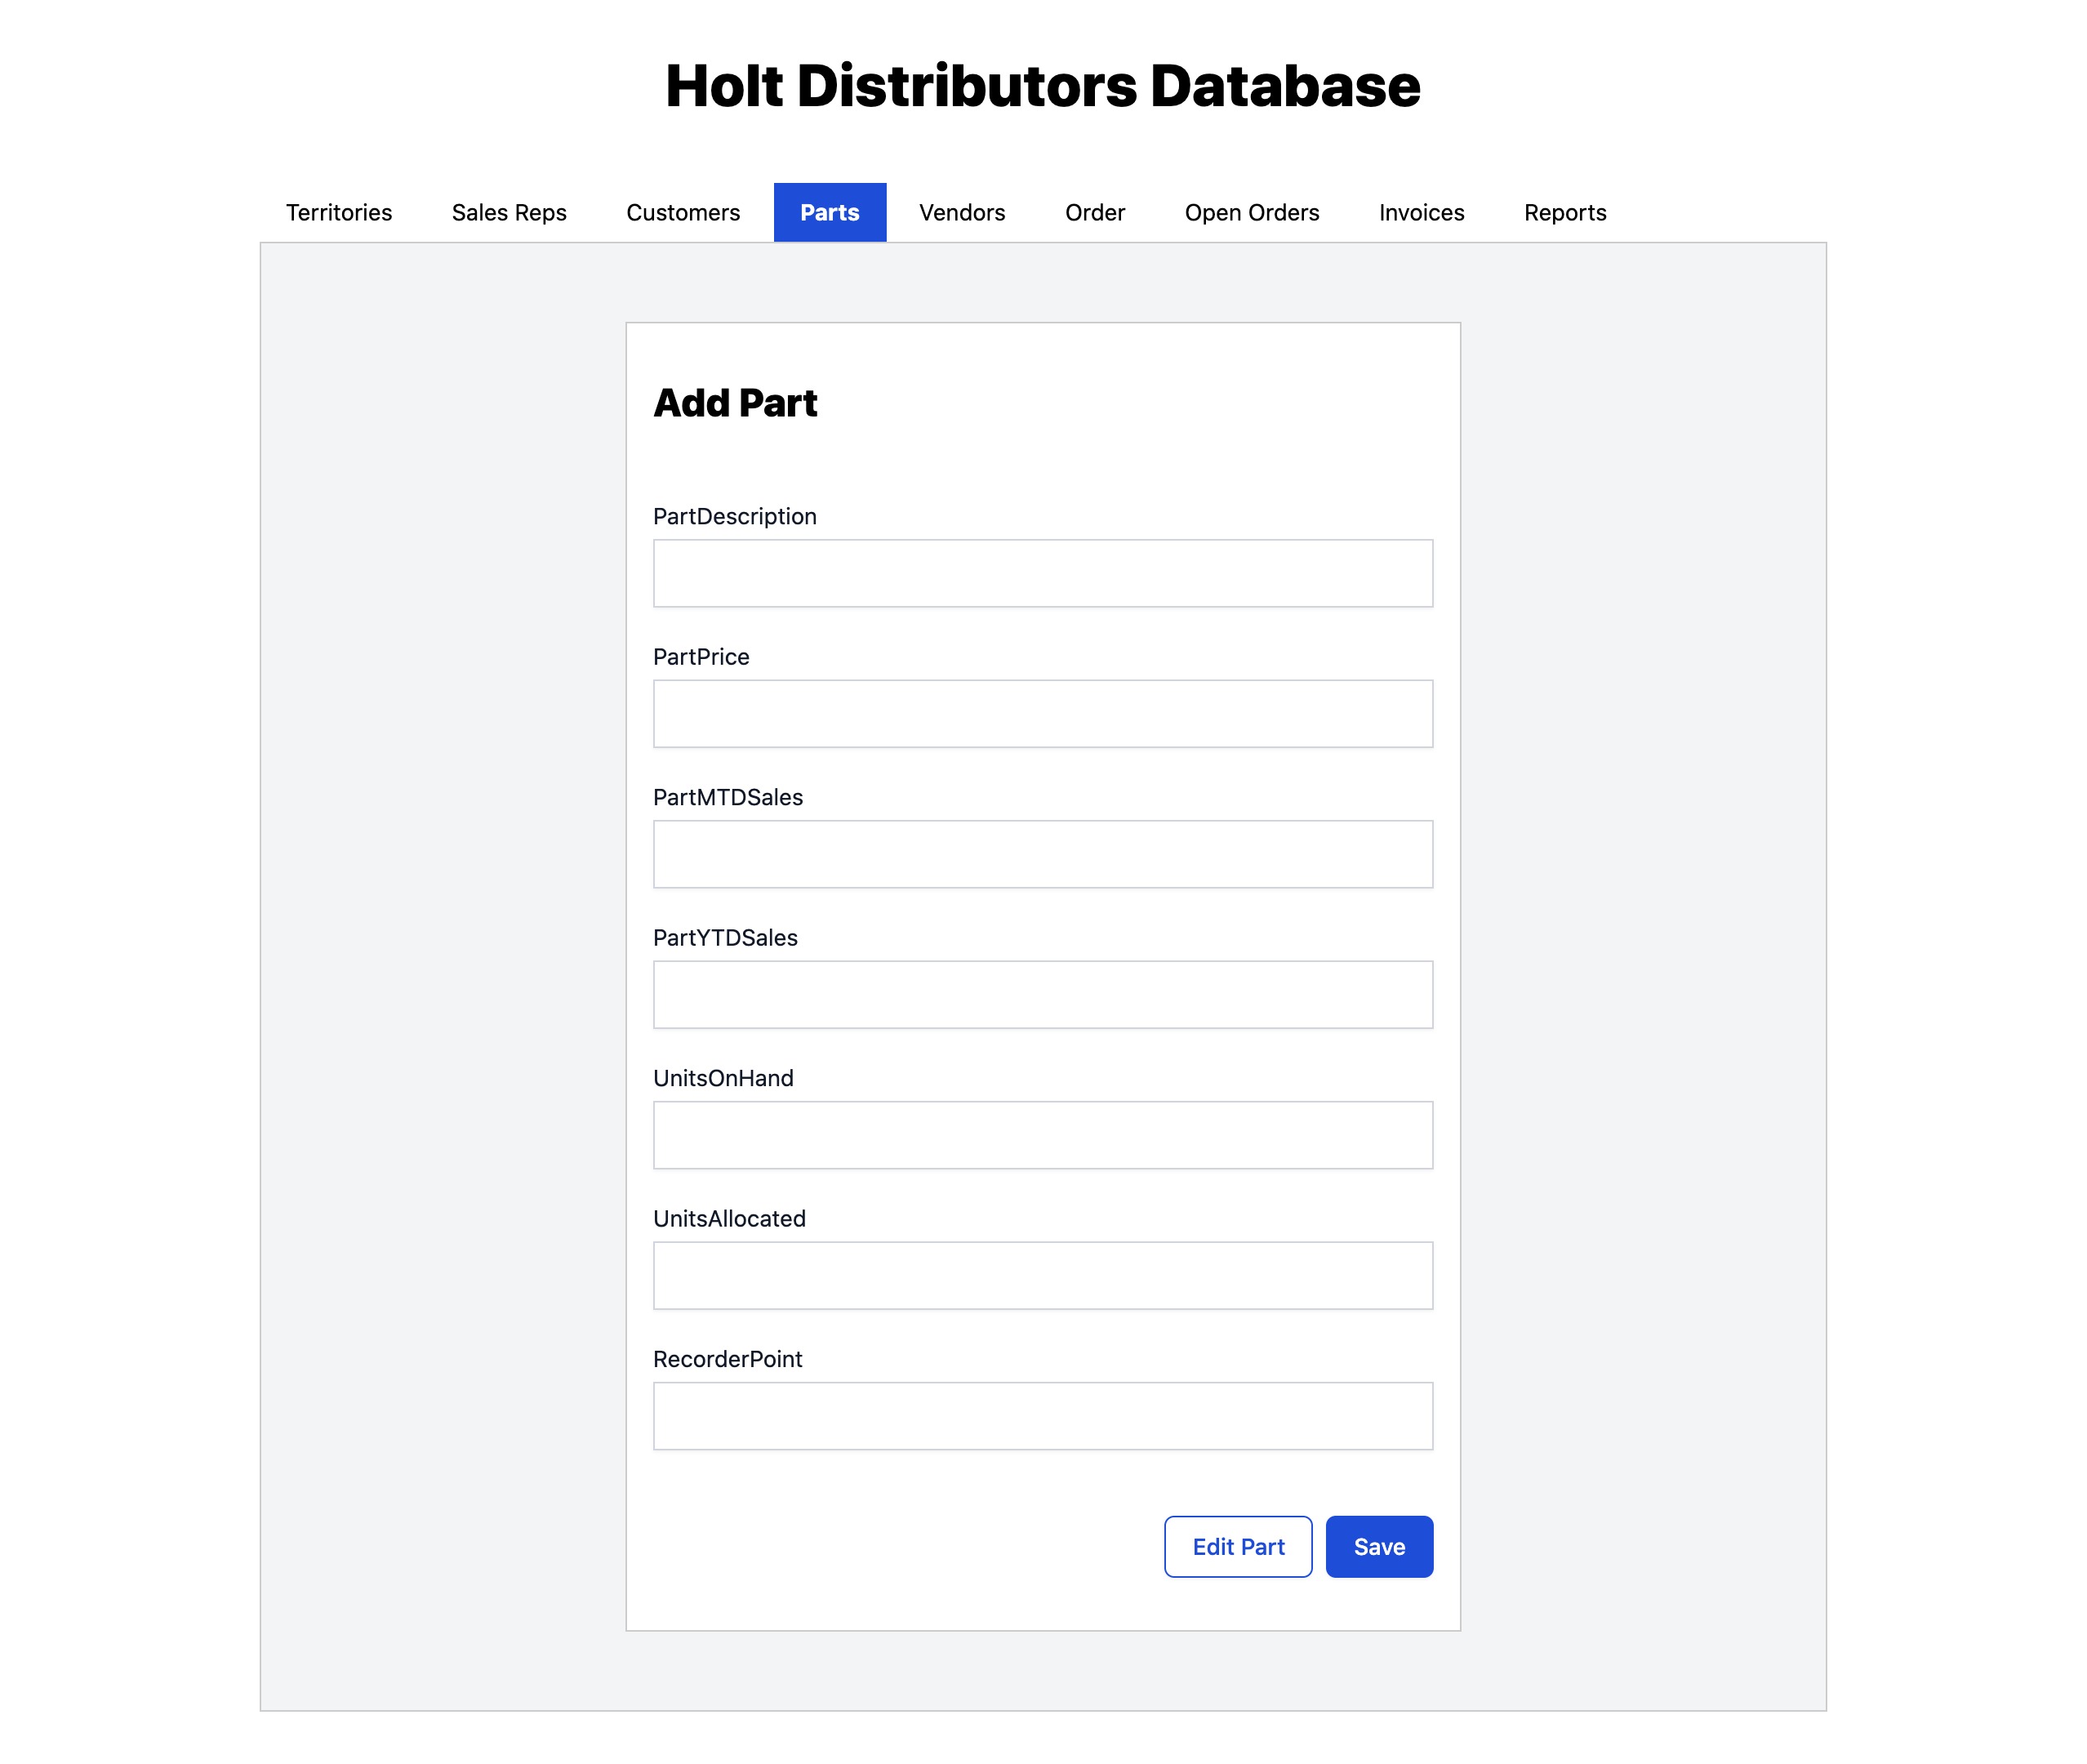 Holt Distributors Database
Territories Sales Reps Customers Parts Vendors Order Open Orders Invoices Reports
Add Part
PartDescription
PartPrice
PartMTDSales
PartYTDSales
UnitsOnHand
UnitsAllocated
RecorderPoint
Edit Part Save